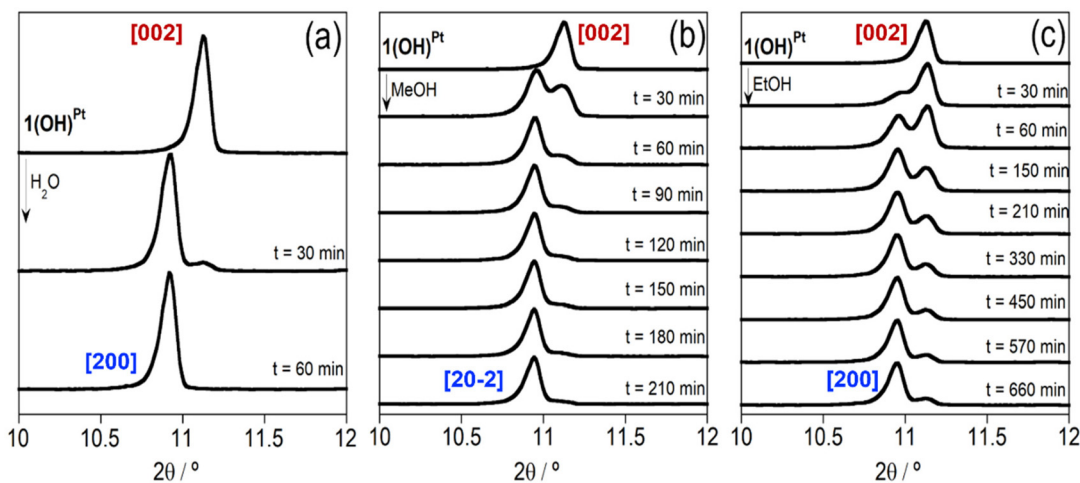 (a)
[002]
1(OH)Pt
H2O
t = 30 min
[200]
t = 60 min
10 10.5 11 11.5 12
2θ / º
(b)
1(OH)Pt
[002]
MeOH
t = 30 min
t = 60 min
t = 90 min
t = 120 min
t = 150 min
t = 180 min
[20-2]
t = 210 min
10 10.5 11 11.5 12
2θ / º
(c)
[002]
1(OH)Pt
EtOH
t = 30 min
t = 60 min
t = 150 min
t = 210 min
t = 330 min
t = 450 min
t = 570 min
[200]
t = 660 min
10 10.5 11 11.5 12
2θ / º